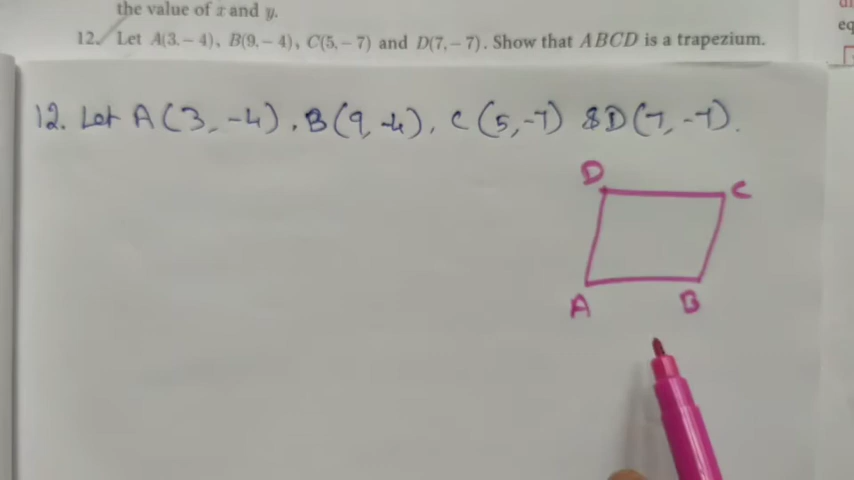 the value of x and y.
12. Let A(3, – 4), B(9, – 4), C(5, – 7) and D(7, – 7). Show that ABCD is a trapezium.
12. Let A(3, -4), B(9, -4), C(5, -7) & D(7, -7).
D C
A B